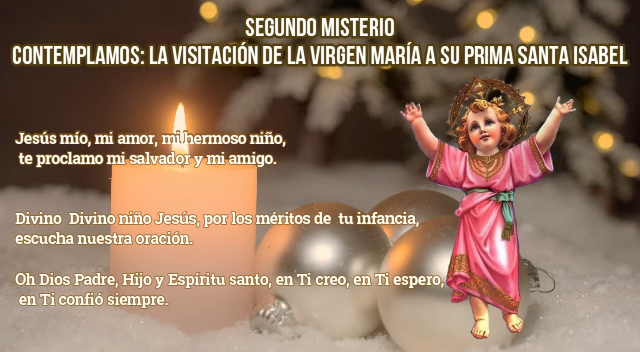 SEGUNDO MISTERIO
CONTEMPLAMOS: LA VISITACIÓN DE LA VIRGEN MARÍA A SU PRIMA SANTA ISABEL
Jesús mío, mi amor, mi hermoso niño,
te proclamo mi salvador y mi amigo.
Divino Divino niño Jesús, por los méritos de tu infancia,
escucha nuestra oración.
Oh Dios Padre, Hijo y Espíritu santo, en Ti creo, en Ti espero,
en Ti confió siempre.